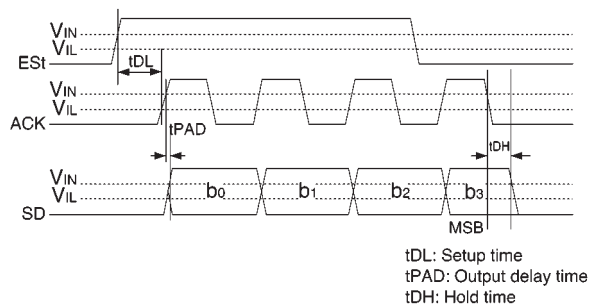 VIN
VIL
ESt
tDL
VIN
VIL
ACK
tPAD
tDH
VIN
VIL
SD
b0 b1 b2 b3
MSB
tDL: Setup time
tPAD: Output delay time
tDH: Hold time